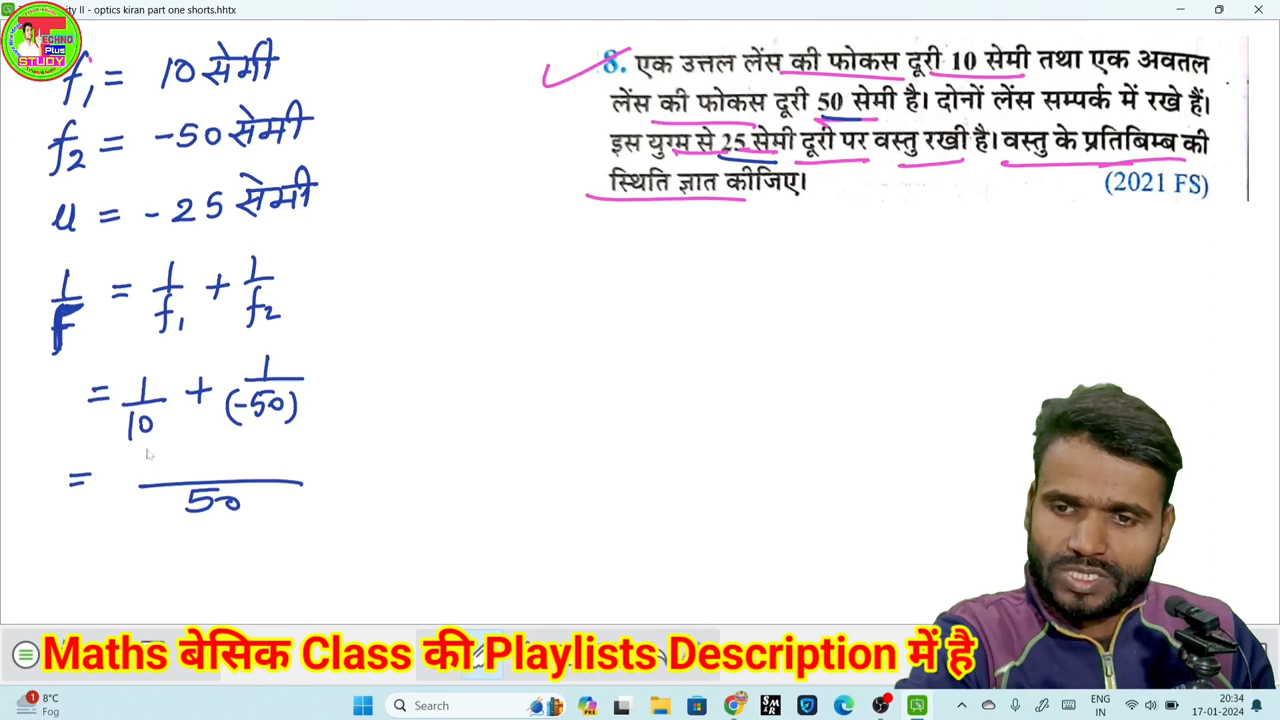 ity II - optics kiran part one shorts.hhtx
TECHNO
Plus
STUDY
f₁ = 10 सेमी
f₂ = -50 सेमी
u = -25 सेमी
1/F = 1/f₁ + 1/f₂
= 1/10 + 1/(-50)
= /50
8. एक उत्तल लेंस की फोकस दूरी 10 सेमी तथा एक अवतल
लेंस की फोकस दूरी 50 सेमी है। दोनों लेंस सम्पर्क में रखे हैं।
इस युग्म से 25 सेमी दूरी पर वस्तु रखी है। वस्तु के प्रतिबिम्ब की
स्थिति ज्ञात कीजिए। (2021 FS)
Maths बेसिक Class की Playlists Description में है
1
8°C
Fog
Search
ENG
IN
20:34
17-01-2024